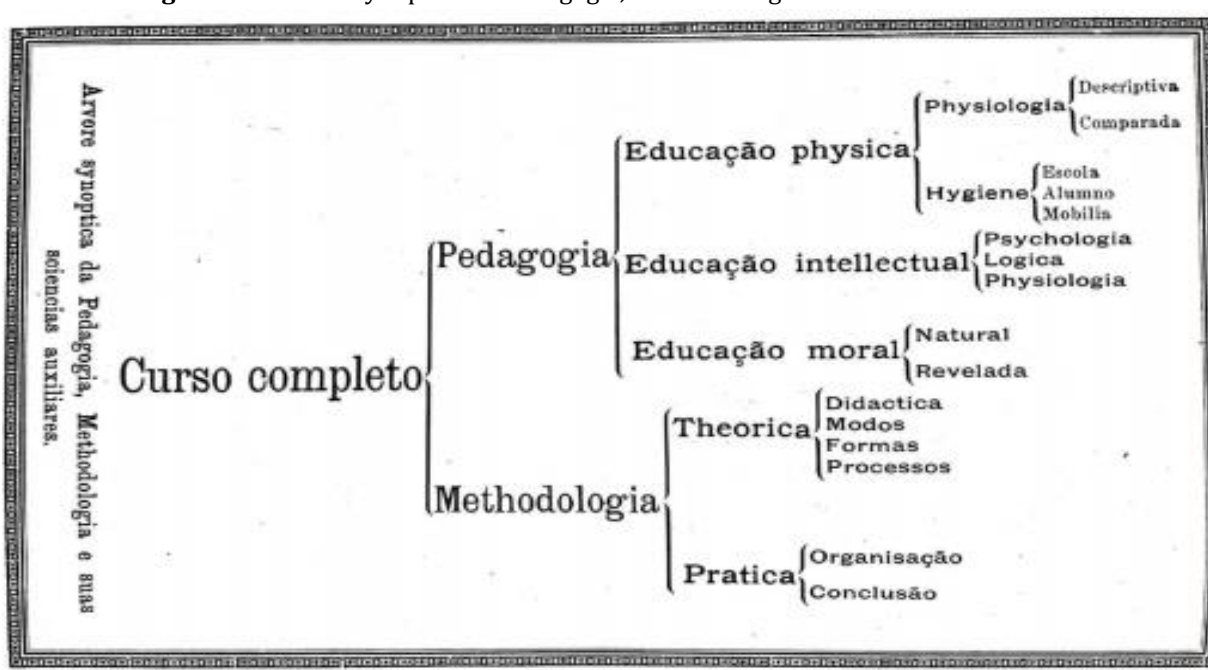 Arvore synoptica da Pedagogia, Methodologia e suas
sciencias auxiliares.
Curso completo
Pedagogia
Educação physica
Physiologia
Descriptiva
Comparada
Hygiene
Escola
Alumno
Mobilia
Educação intellectual
Psychologia
Logica
Physiologia
Educação moral
Natural
Revelada
Methodologia
Theorica
Didactica
Modos
Formas
Processos
Pratica
Organisação
Conclusão